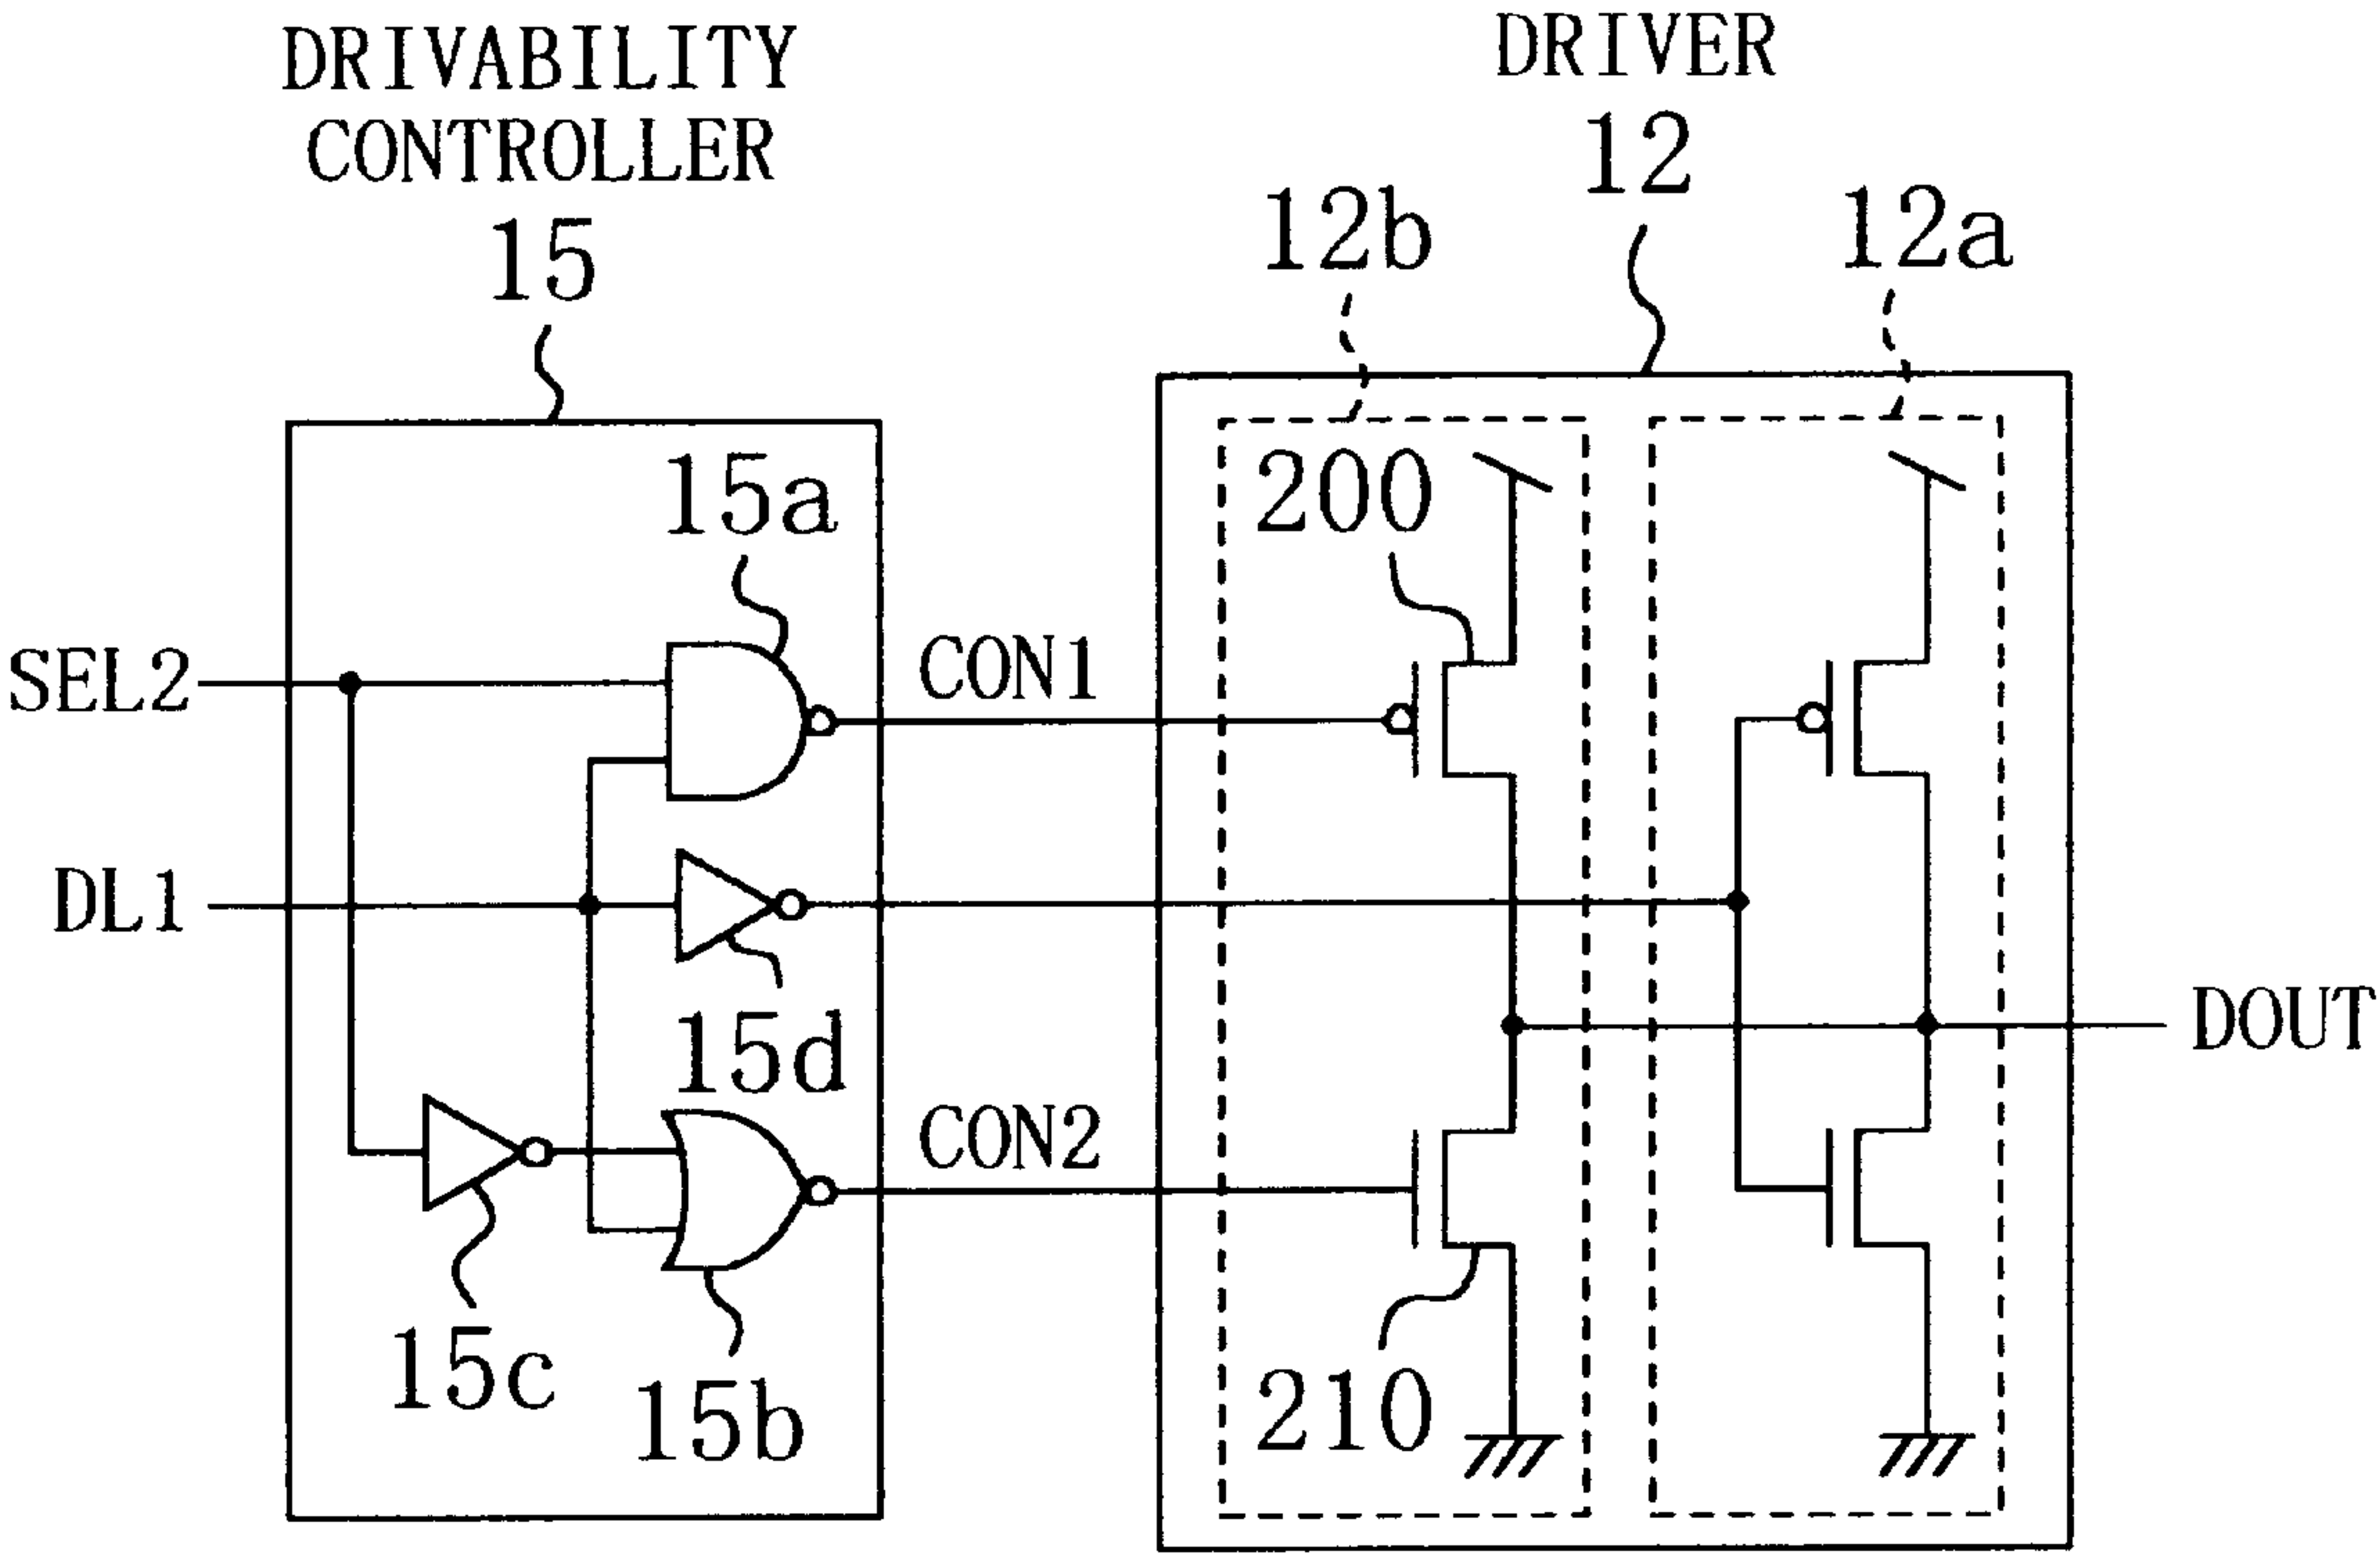 DRIVABILITY
CONTROLLER
15
DRIVER
12
12b
12a
15a
200
SEL2
CON1
DL1
15d
DOUT
CON2
15c
15b
210